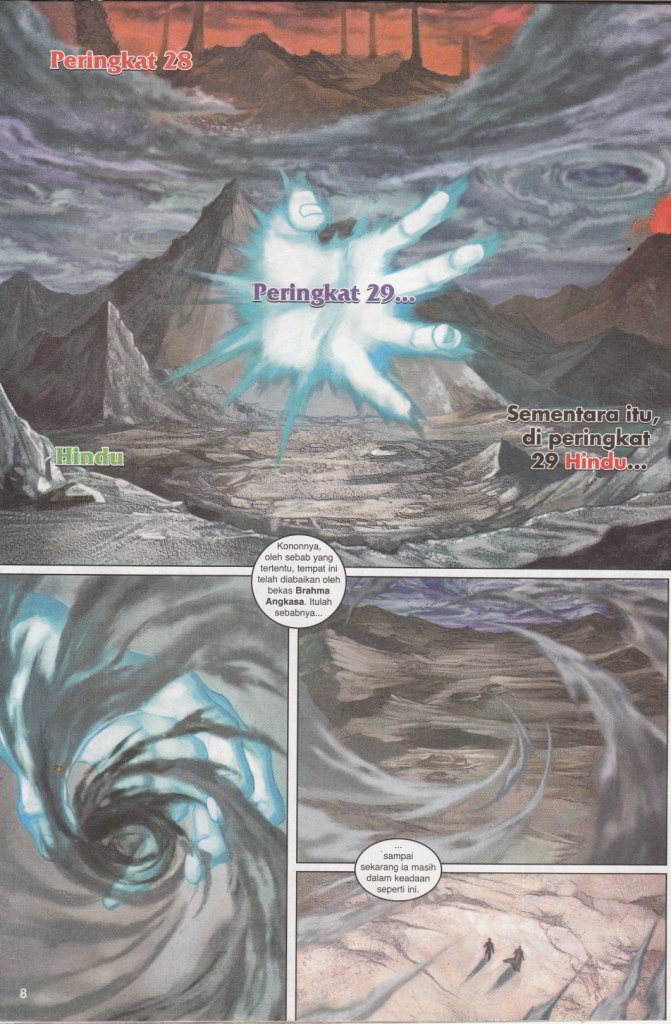 Peringkat 28
Peringkat 29...
Sementara itu,
di peringkat
29 Hindu...
Hindu
Kononnya,
oleh sebab yang
tertentu, tempat ini
telah diabaikan oleh
bekas Brahma
Angkasa. Itulah
sebabnya...
...
sampai
sekarang ia masih
dalam keadaan
seperti ini.
8